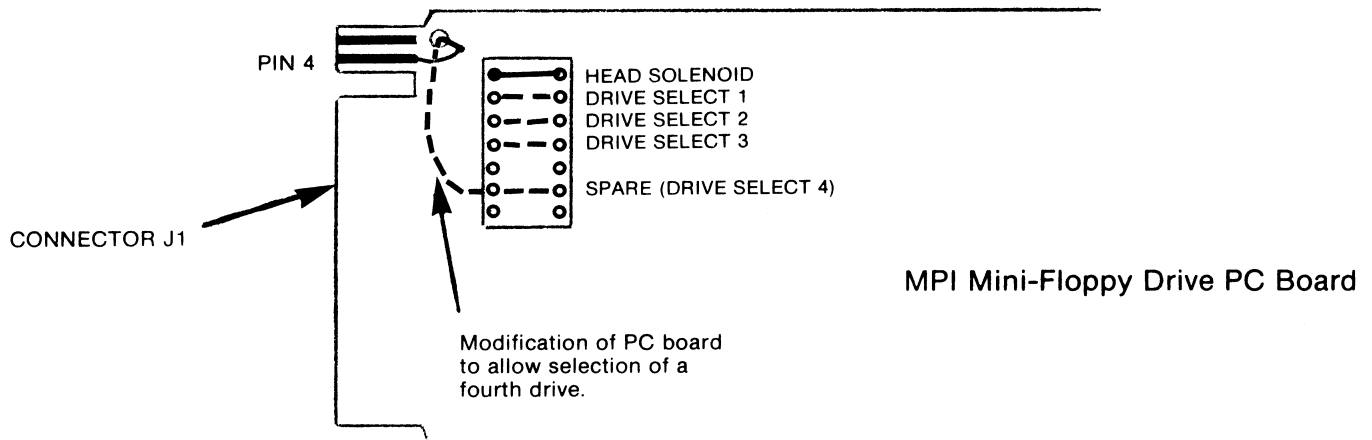 PIN 4
HEAD SOLENOID
DRIVE SELECT 1
DRIVE SELECT 2
DRIVE SELECT 3
SPARE (DRIVE SELECT 4)
CONNECTOR J1
MPI Mini-Floppy Drive PC Board
Modification of PC board
to allow selection of a
fourth drive.